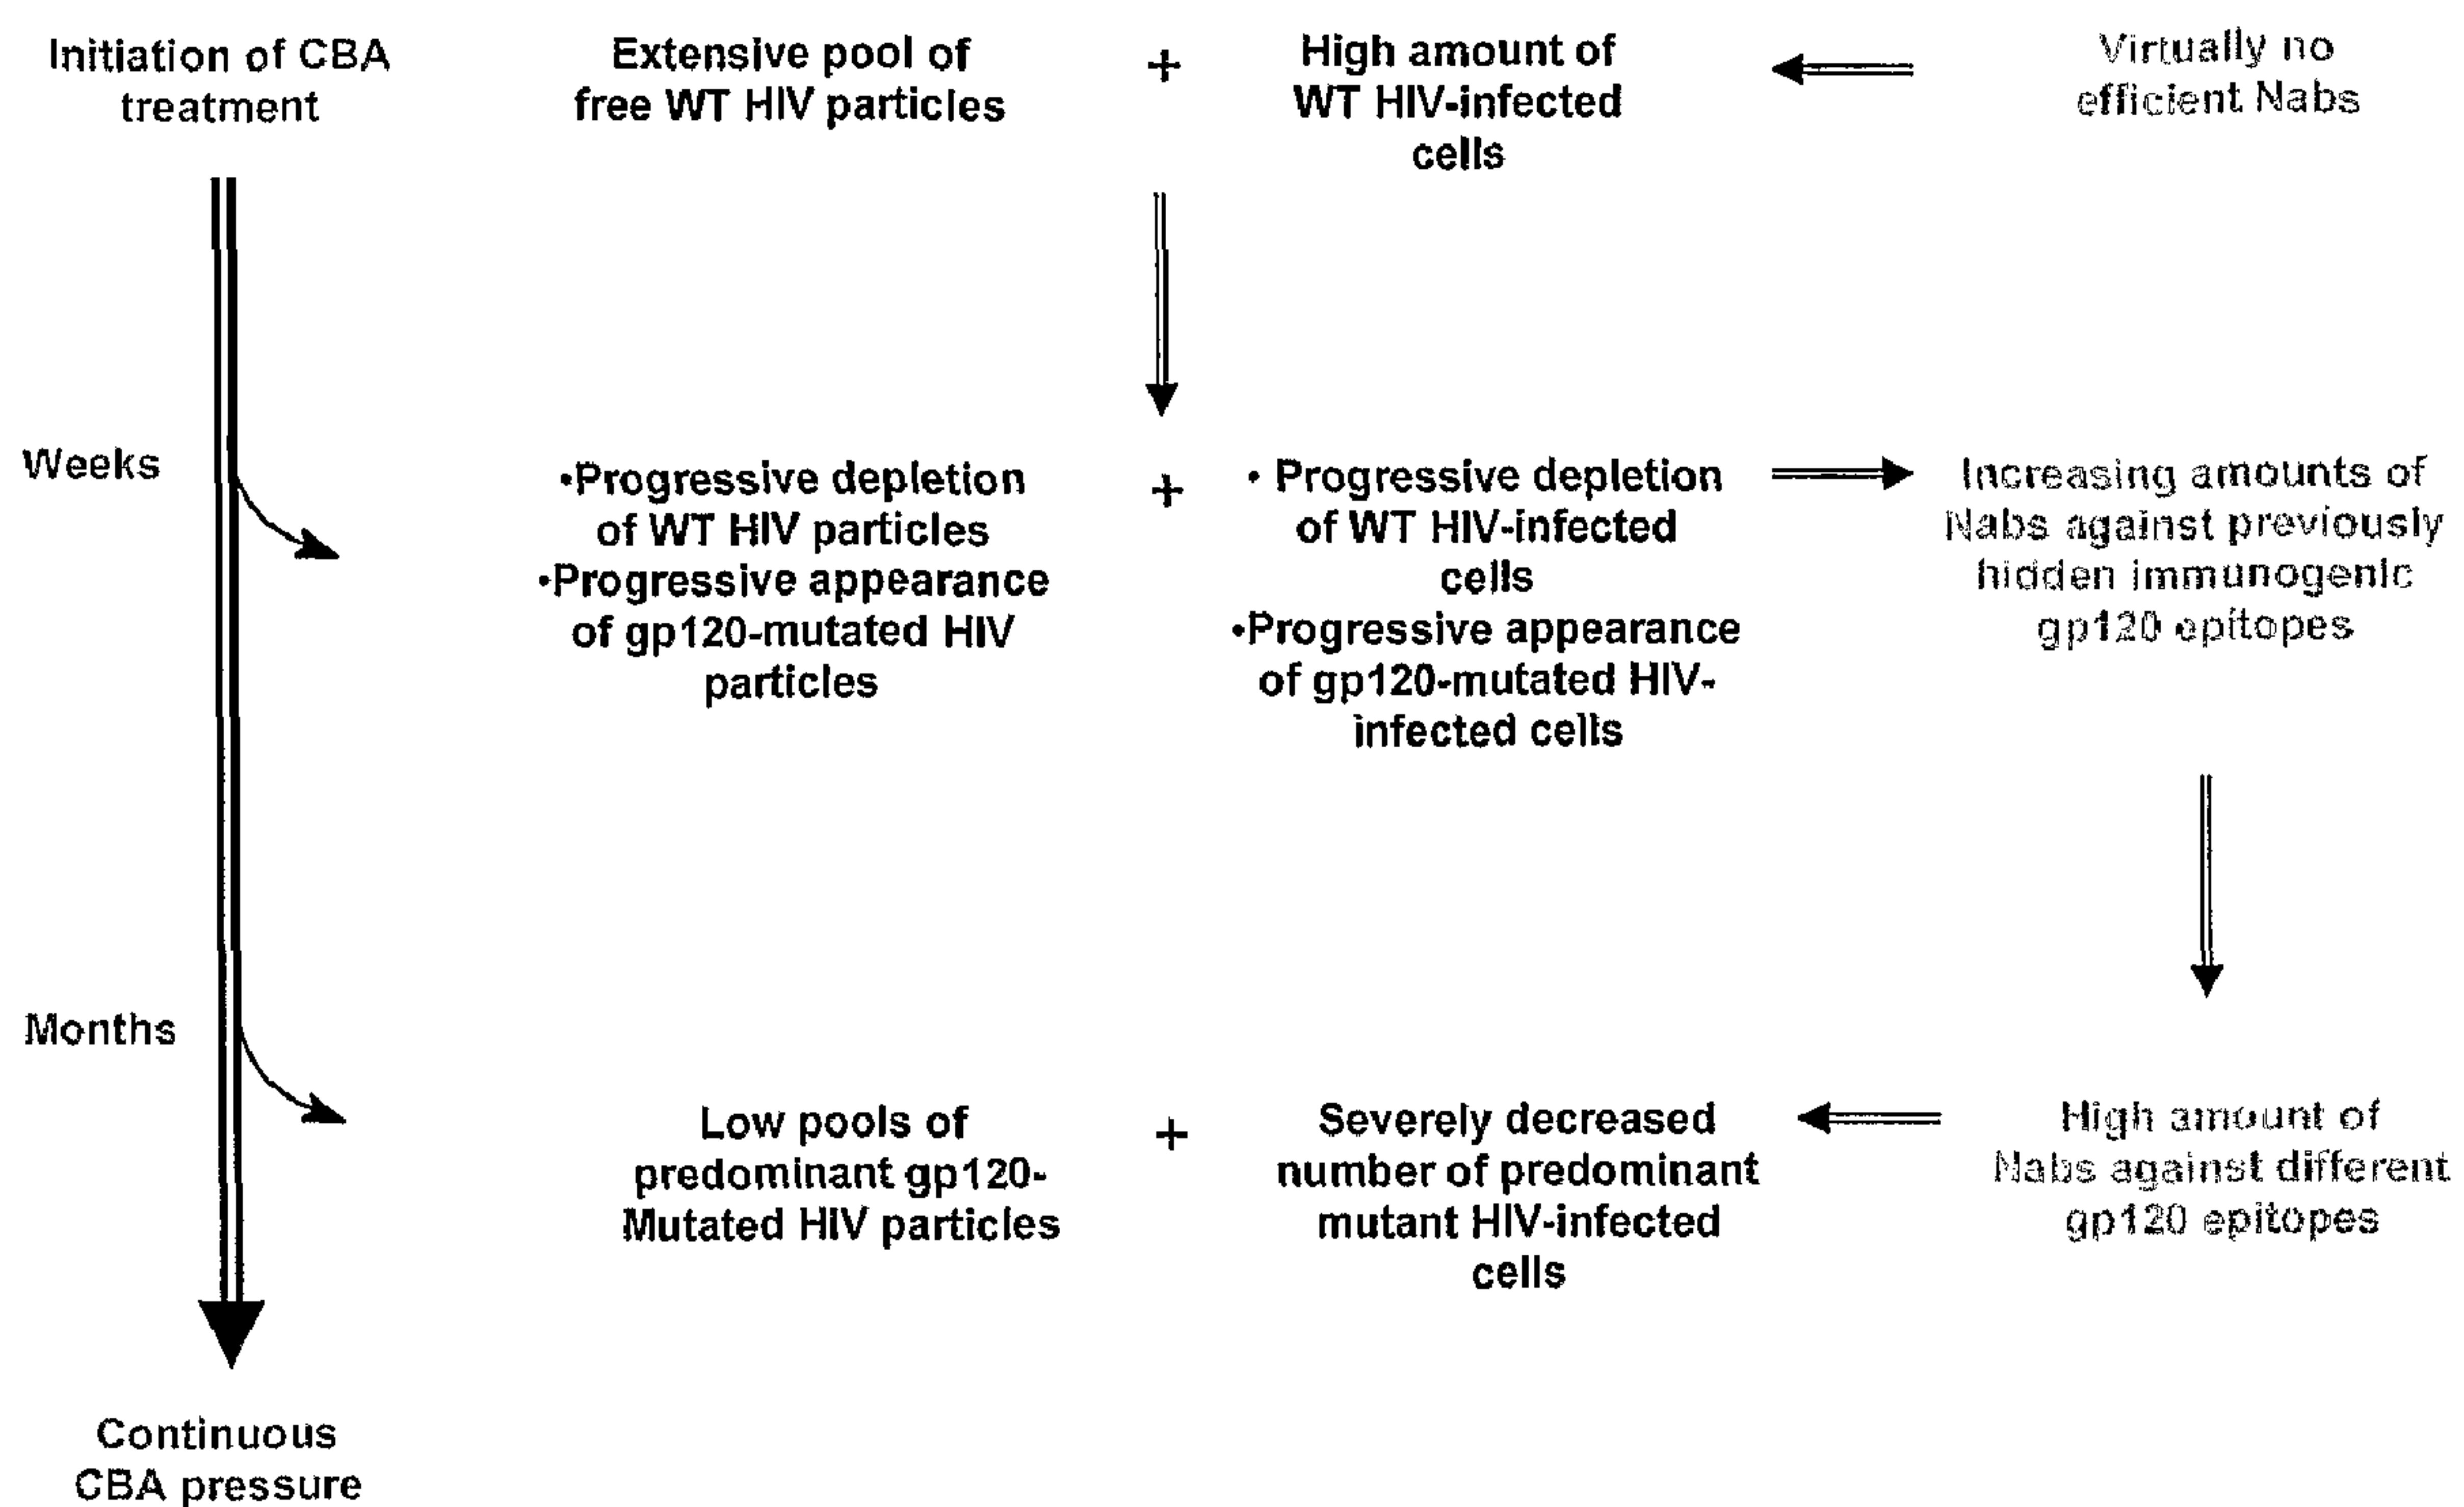 Initiation of CBA
treatment
Extensive pool of
free WT HIV particles
+
High amount of
WT HIV-infected
cells
Virtually no
efficient Nabs
Weeks
•Progressive depletion
of WT HIV particles
•Progressive appearance
of gp120-mutated HIV
particles
+
• Progressive depletion
of WT HIV-infected
cells
•Progressive appearance
of gp120-mutated HIV-
infected cells
Increasing amounts of
Nabs against previously
hidden immunogenic
gp120 epitopes
Months
Low pools of
predominant gp120-
Mutated HIV particles
+
Severely decreased
number of predominant
mutant HIV-infected
cells
High amount of
Nabs against different
gp120 epitopes
Continuous
CBA pressure